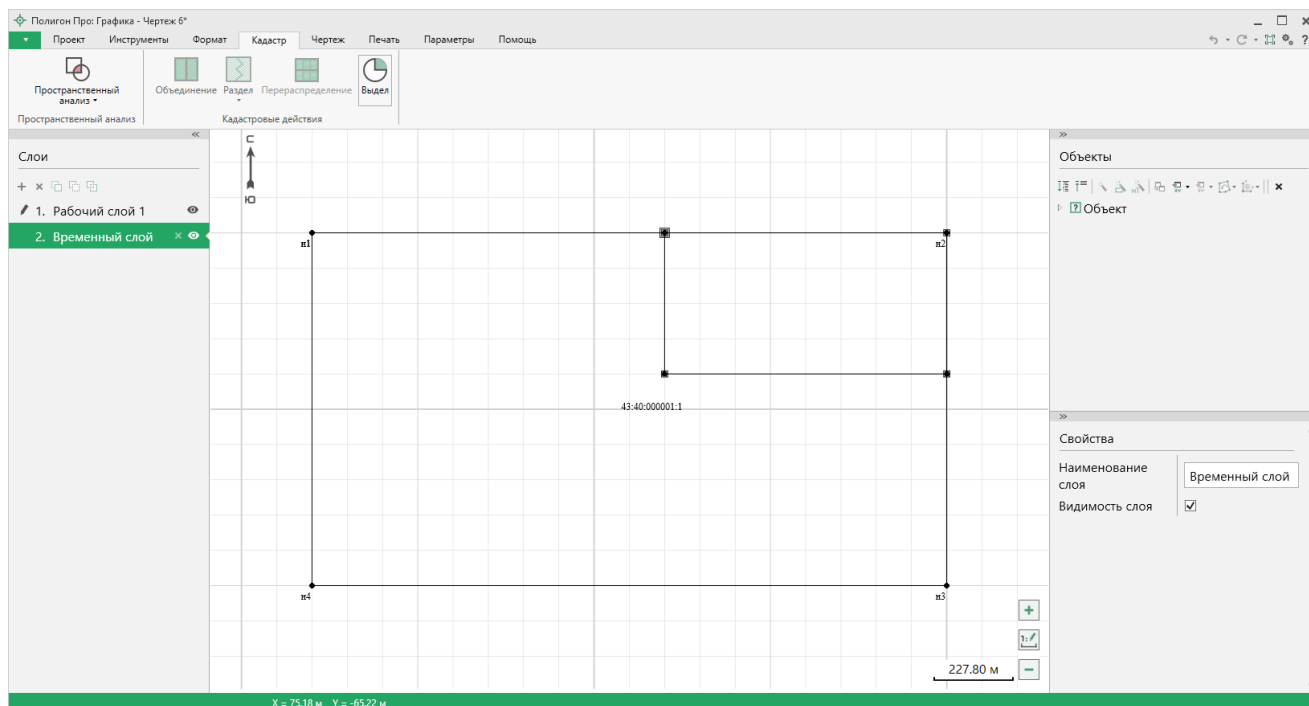 Полигон Про: Графика - Чертеж 6*
Проект Инструменты Формат Кадастр Чертеж Печать Параметры Помощь
Пространственный
анализ
Объединение Раздел Перераспределение Выдел
Пространственный анализ Кадастровые действия
Слои
1. Рабочий слой 1
2. Временный слой
С
Ю
н1
н2
43:40:000001:1
н4
н3
227.80 м
Объекты
Объект
Свойства
Наименование
слоя
Временный слой
Видимость слоя
X = 75.18 м Y = -65.22 м